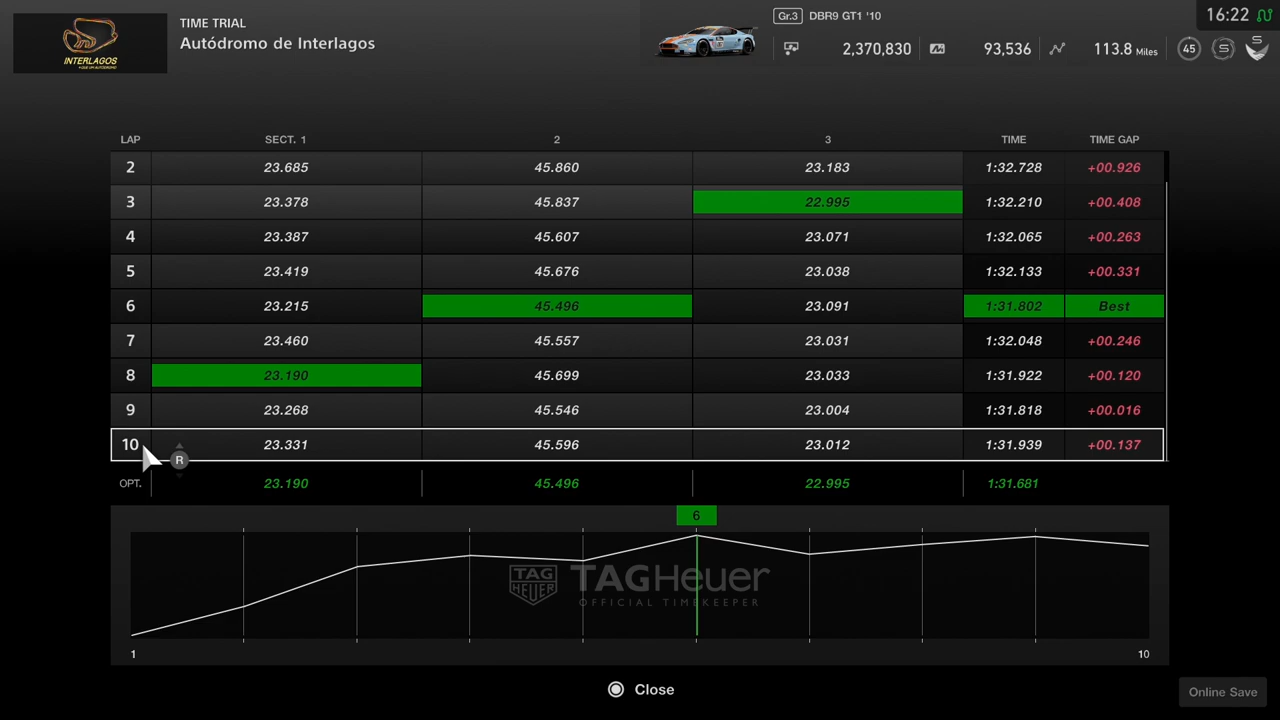 INTERLAGOS
TIME TRIAL
Autódromo de Interlagos
Gr.3 DBR9 GT1 '10
2,370,830 93,536 113.8 Miles 45 S S
16:22
LAP SECT. 1 2 3 TIME TIME GAP
2 23.685 45.860 23.183 1:32.728 +00.926
3 23.378 45.837 22.995 1:32.210 +00.408
4 23.387 45.607 23.071 1:32.065 +00.263
5 23.419 45.676 23.038 1:32.133 +00.331
6 23.215 45.496 23.091 1:31.802 Best
7 23.460 45.557 23.031 1:32.048 +00.246
8 23.190 45.699 23.033 1:31.922 +00.120
9 23.268 45.546 23.004 1:31.818 +00.016
10 23.331 45.596 23.012 1:31.939 +00.137
R
OPT. 23.190 45.496 22.995 1:31.681
6
TAG HEUER TAGHeuer
OFFICIAL TIMEKEEPER
1 10
Close
Online Save